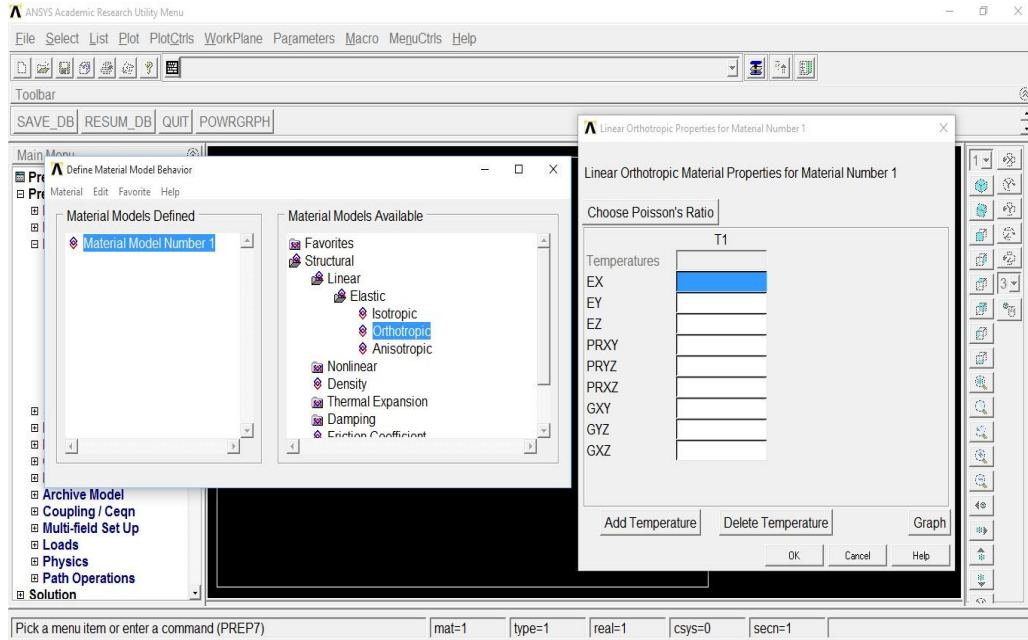 ANSYS Academic Research Utility Menu
File Select List Plot PlotCtrls WorkPlane Parameters Macro MenuCtrls Help
Toolbar
SAVE_DB RESUM_DB QUIT POWRGRPH
Main Menu
Pre
Pre
Define Material Model Behavior
Material Edit Favorite Help
Material Models Defined
Material Model Number 1
Material Models Available
Favorites
Structural
Linear
Elastic
Isotropic
Orthotropic
Anisotropic
Nonlinear
Density
Thermal Expansion
Damping
Friction Coefficient
Archive Model
Coupling / Ceqn
Multi-field Set Up
Loads
Physics
Path Operations
Solution
Linear Orthotropic Properties for Material Number 1
Linear Orthotropic Material Properties for Material Number 1
Choose Poisson's Ratio
T1
Temperatures
EX
EY
EZ
PRXY
PRYZ
PRXZ
GXY
GYZ
GXZ
Add Temperature Delete Temperature Graph
OK Cancel Help
1
3
Pick a menu item or enter a command (PREP7) mat=1 type=1 real=1 csys=0 secn=1